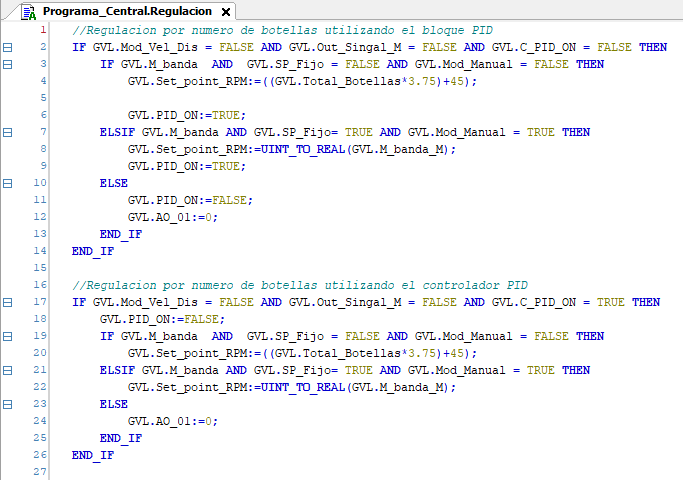 Programa_Central.Regulacion
1 //Regulacion por numero de botellas utilizando el bloque PID
2 IF GVL.Mod_Vel_Dis = FALSE AND GVL.Out_Singal_M = FALSE AND GVL.C_PID_ON = FALSE THEN
3 IF GVL.M_banda AND GVL.SP_Fijo = FALSE AND GVL.Mod_Manual = FALSE THEN
4 GVL.Set_point_RPM:=((GVL.Total_Botellas*3.75)+45);
5
6 GVL.PID_ON:=TRUE;
7 ELSIF GVL.M_banda AND GVL.SP_Fijo= TRUE AND GVL.Mod_Manual = TRUE THEN
8 GVL.Set_point_RPM:=UINT_TO_REAL(GVL.M_banda_M);
9 GVL.PID_ON:=TRUE;
10 ELSE
11 GVL.PID_ON:=FALSE;
12 GVL.AO_01:=0;
13 END_IF
14 END_IF
15
16 //Regulacion por numero de botellas utilizando el controlador PID
17 IF GVL.Mod_Vel_Dis = FALSE AND GVL.Out_Singal_M = FALSE AND GVL.C_PID_ON = TRUE THEN
18 GVL.PID_ON:=FALSE;
19 IF GVL.M_banda AND GVL.SP_Fijo = FALSE AND GVL.Mod_Manual = FALSE THEN
20 GVL.Set_point_RPM:=((GVL.Total_Botellas*3.75)+45);
21 ELSIF GVL.M_banda AND GVL.SP_Fijo= TRUE AND GVL.Mod_Manual = TRUE THEN
22 GVL.Set_point_RPM:=UINT_TO_REAL(GVL.M_banda_M);
23 ELSE
24 GVL.AO_01:=0;
25 END_IF
26 END_IF
27